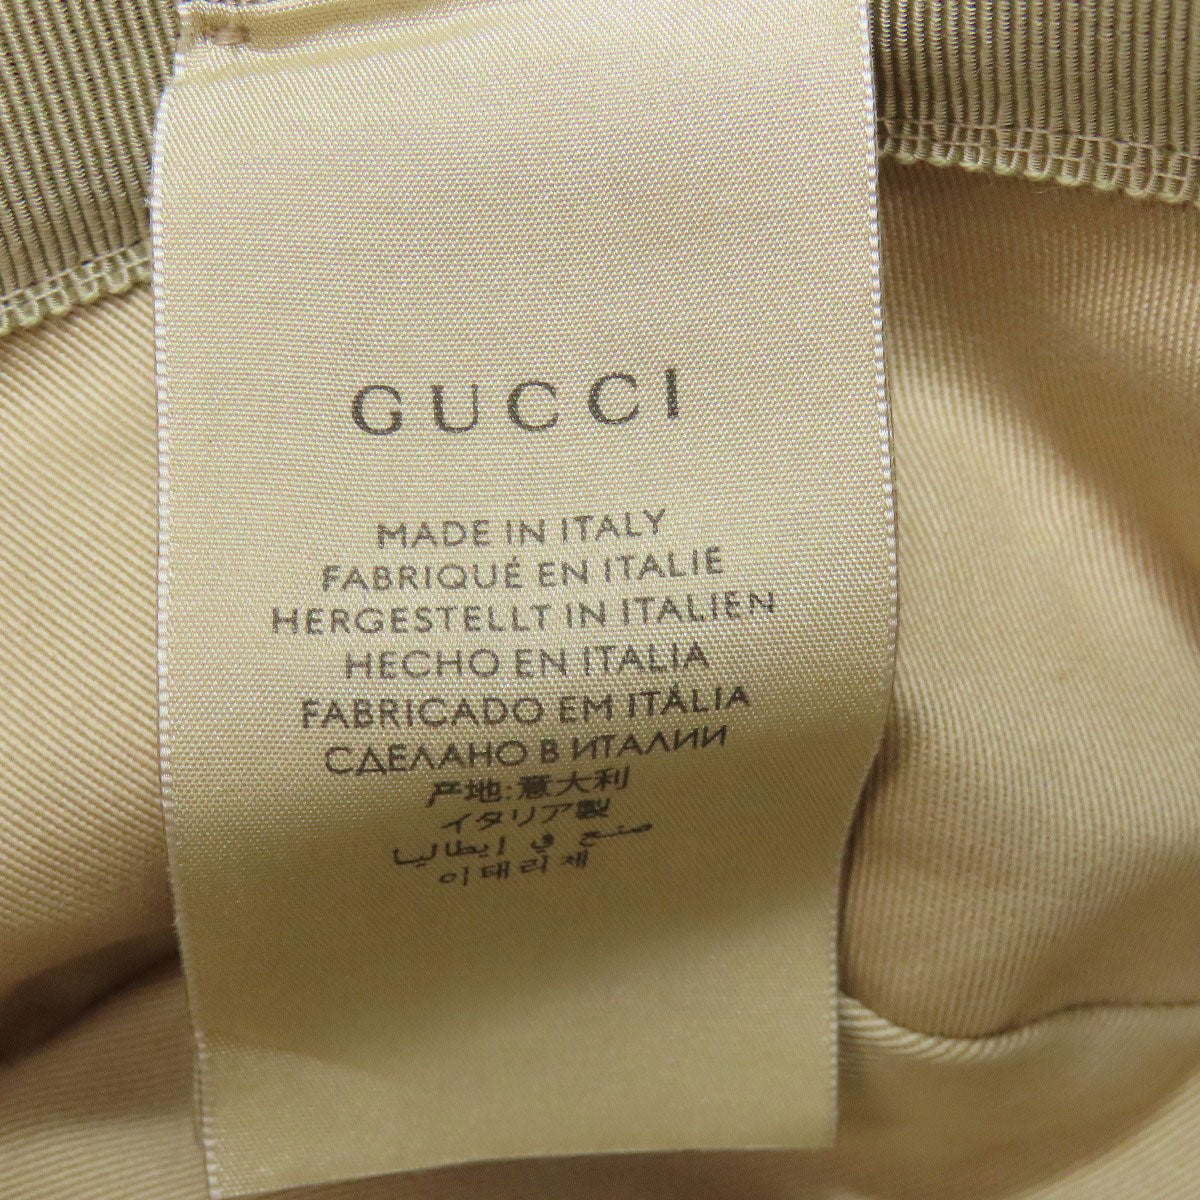 GUCCI
MADE IN ITALY
FABRIQUÉ EN ITALIE
HERGESTELLT IN ITALIEN
HECHO EN ITALIA
FABRICADO EM ITÁLIA
СДЕЛАНО В ИТАЛИИ
产地:意大利
イタリア製
صنع في إيطاليا
이태리제